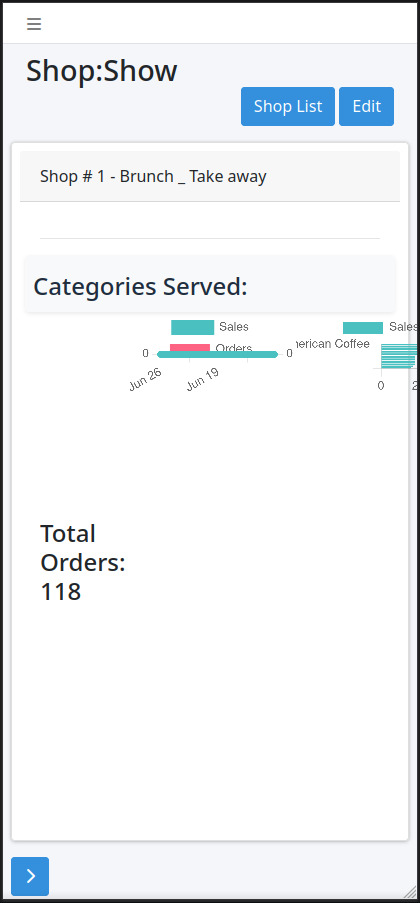 Shop:Show
Shop List Edit
Shop # 1 - Brunch _ Take away
Categories Served:
Sales Sales
Orders
0 0
Jun 26 Jun 19
erican Coffee
0 2
Total
Orders:
118